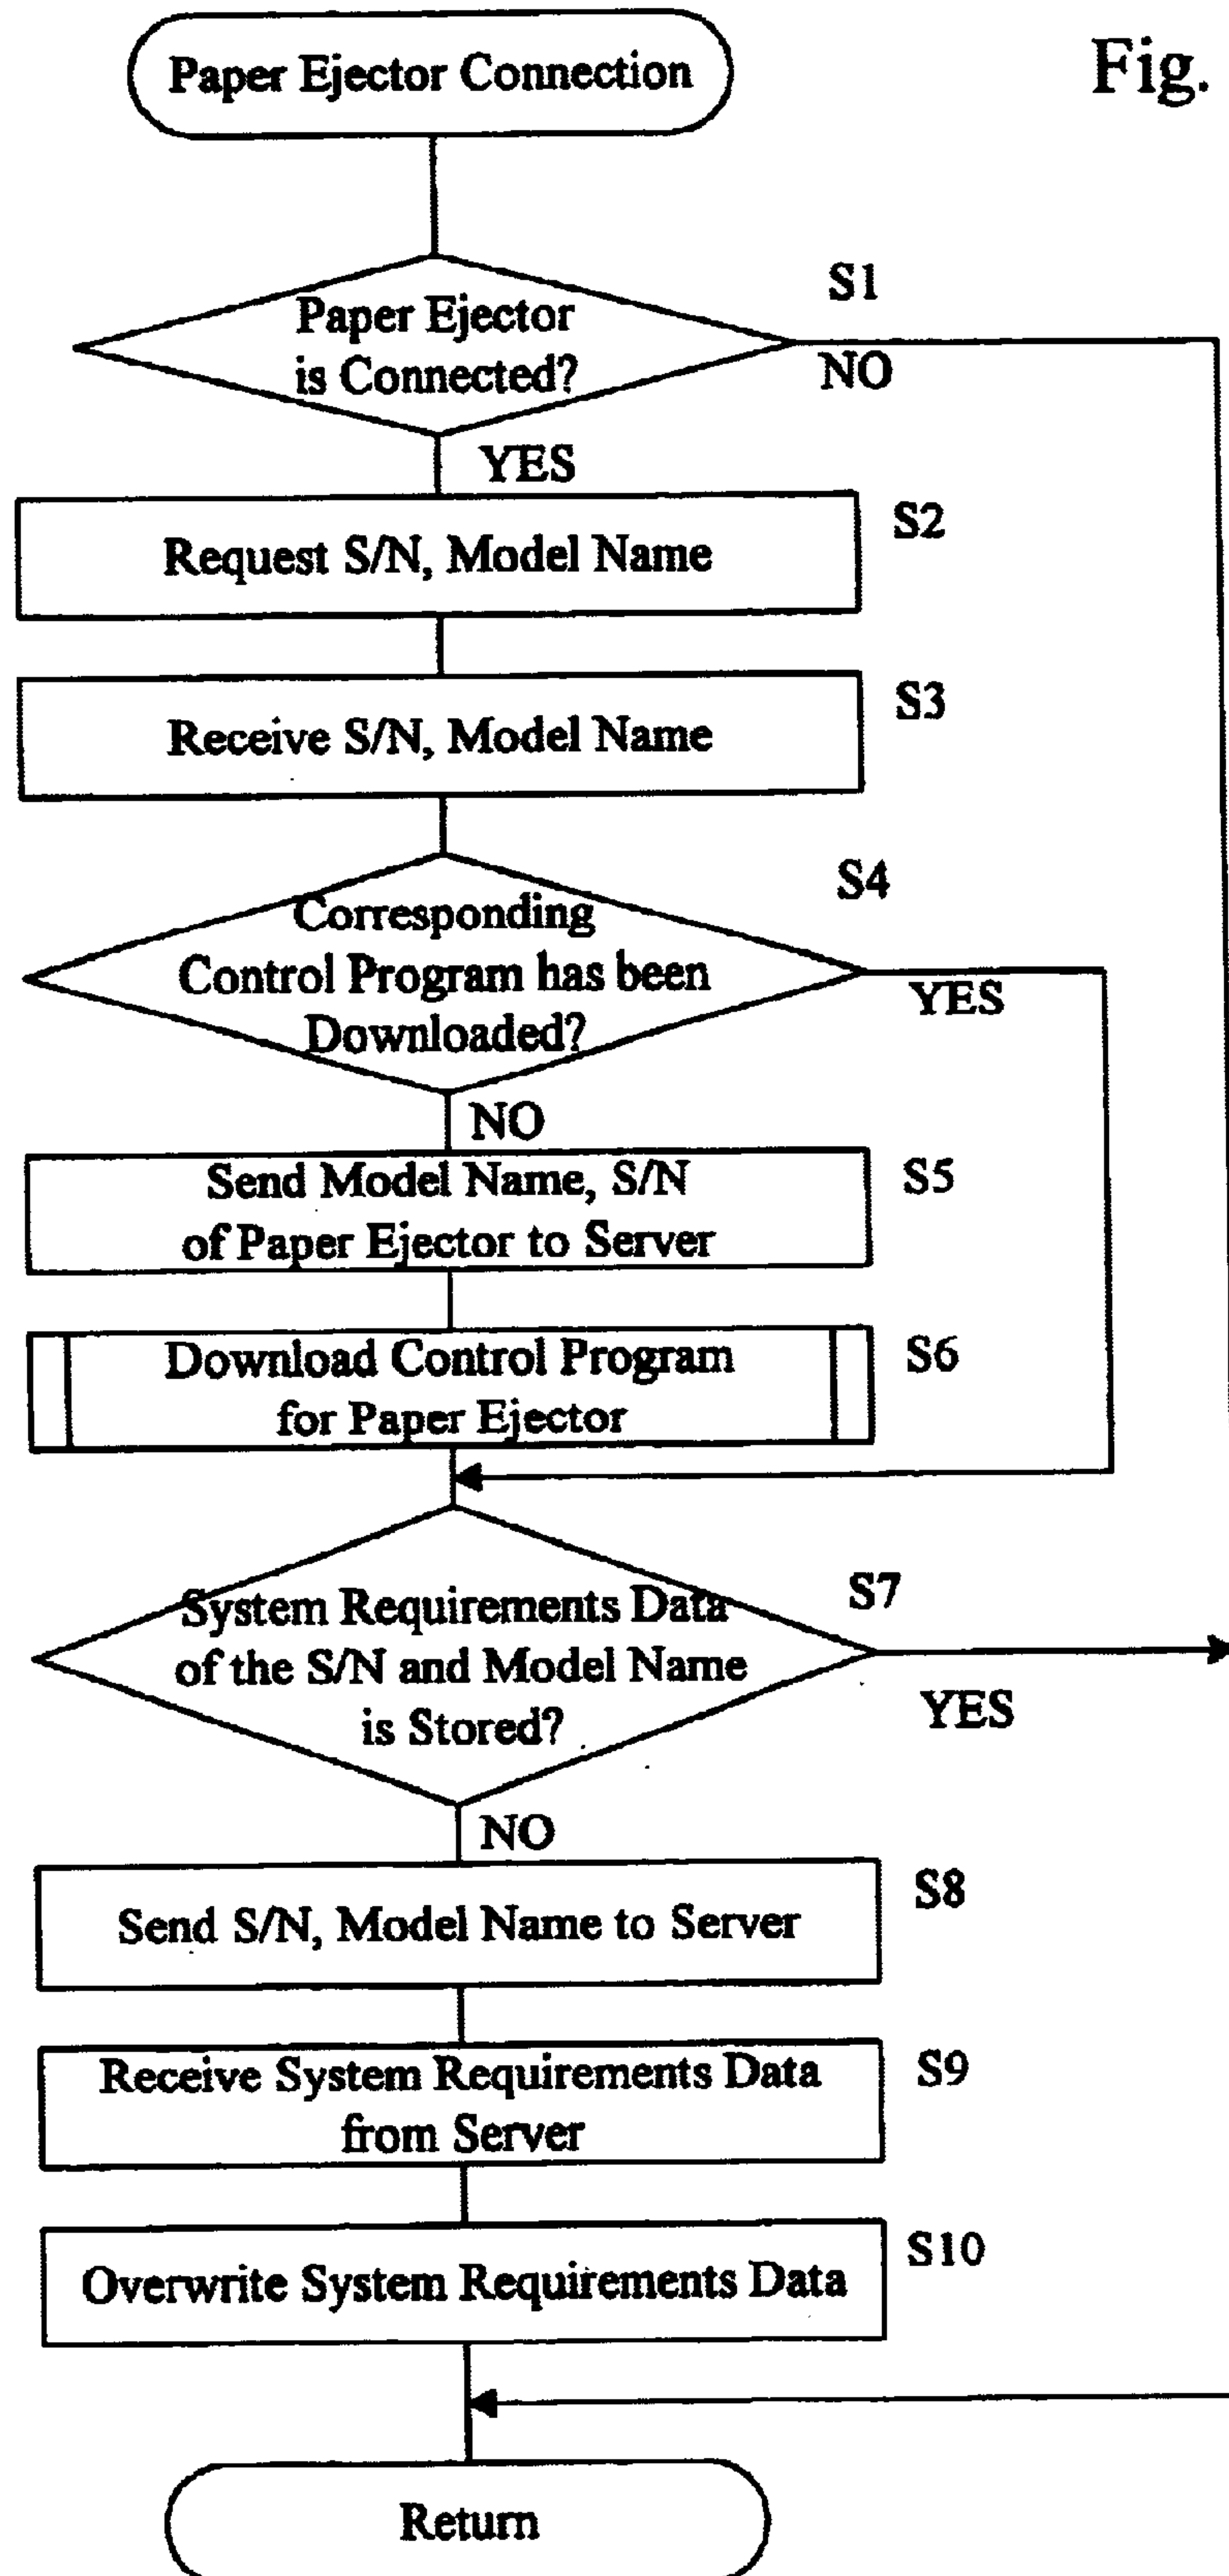 Paper Ejector Connection
Fig.
Paper Ejector
is Connected?
S1
NO
YES
Request S/N, Model Name
S2
Receive S/N, Model Name
S3
Corresponding
Control Program has been
Downloaded?
S4
YES
NO
Send Model Name, S/N
of Paper Ejector to Server
S5
Download Control Program
for Paper Ejector
S6
System Requirements Data
of the S/N and Model Name
is Stored?
S7
YES
NO
Send S/N, Model Name to Server
S8
Receive System Requirements Data
from Server
S9
Overwrite System Requirements Data
S10
Return